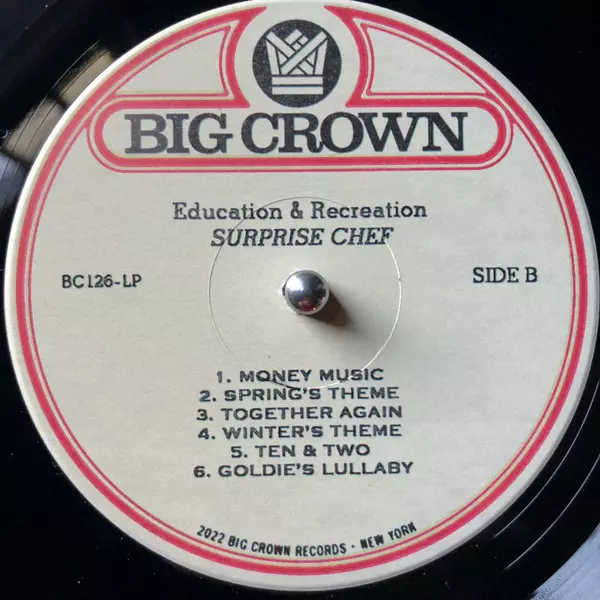 BIG CROWN
Education & Recreation
SURPRISE CHEF
BC126-LP
SIDE B
1. MONEY MUSIC
2. SPRING'S THEME
3. TOGETHER AGAIN
4. WINTER'S THEME
5. TEN & TWO
6. GOLDIE'S LULLABY
2022 BIG CROWN RECORDS - NEW YORK